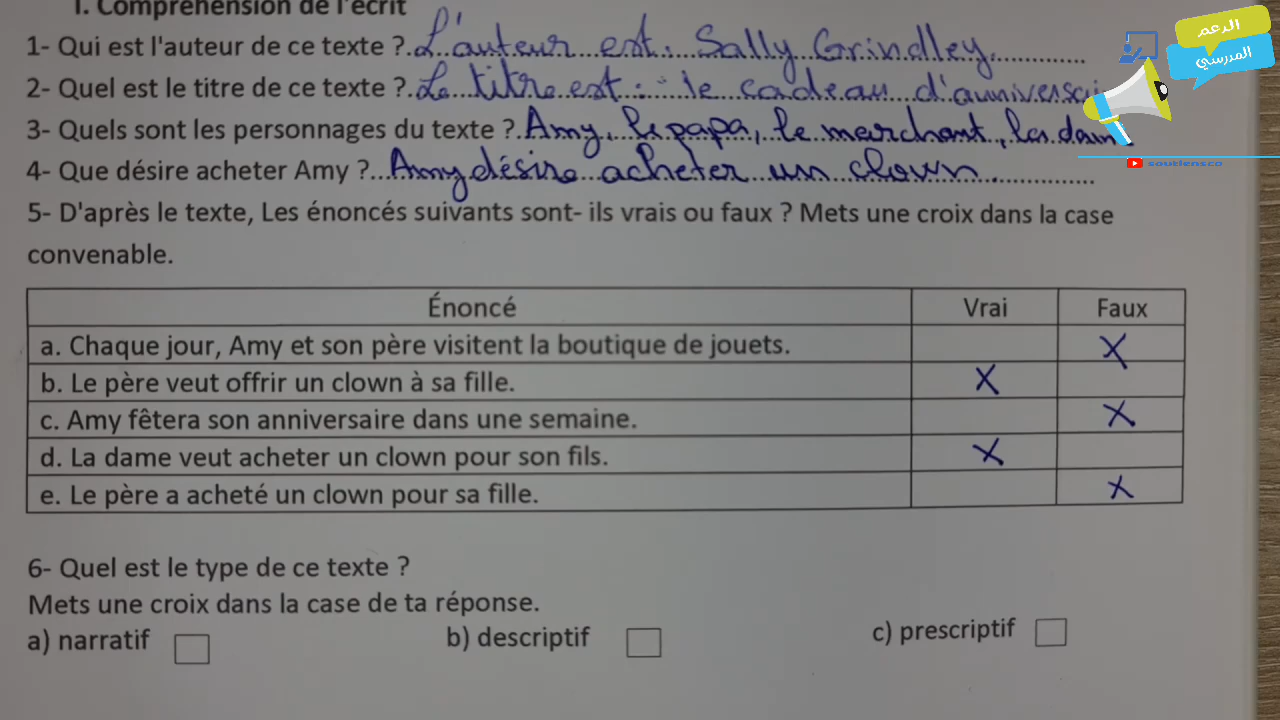 I. Compréhension de l'écrit
1- Qui est l'auteur de ce texte ? L'auteur est. Sally Grindley.
2- Quel est le titre de ce texte ? Le titre est : le cadeau d'anniversai
3- Quels sont les personnages du texte ? Amy, le papa, le marchant, la dam
4- Que désire acheter Amy ? Amy désire acheter un clown.
5- D'après le texte, Les énoncés suivants sont- ils vrais ou faux ? Mets une croix dans la case
convenable.
Énoncé Vrai Faux
a. Chaque jour, Amy et son père visitent la boutique de jouets. X
b. Le père veut offrir un clown à sa fille. X
c. Amy fêtera son anniversaire dans une semaine. X
d. La dame veut acheter un clown pour son fils. X
e. Le père a acheté un clown pour sa fille. X
6- Quel est le type de ce texte ?
Mets une croix dans la case de ta réponse.
a) narratif b) descriptif c) prescriptif
الدعم
المدرسي
soutiensco